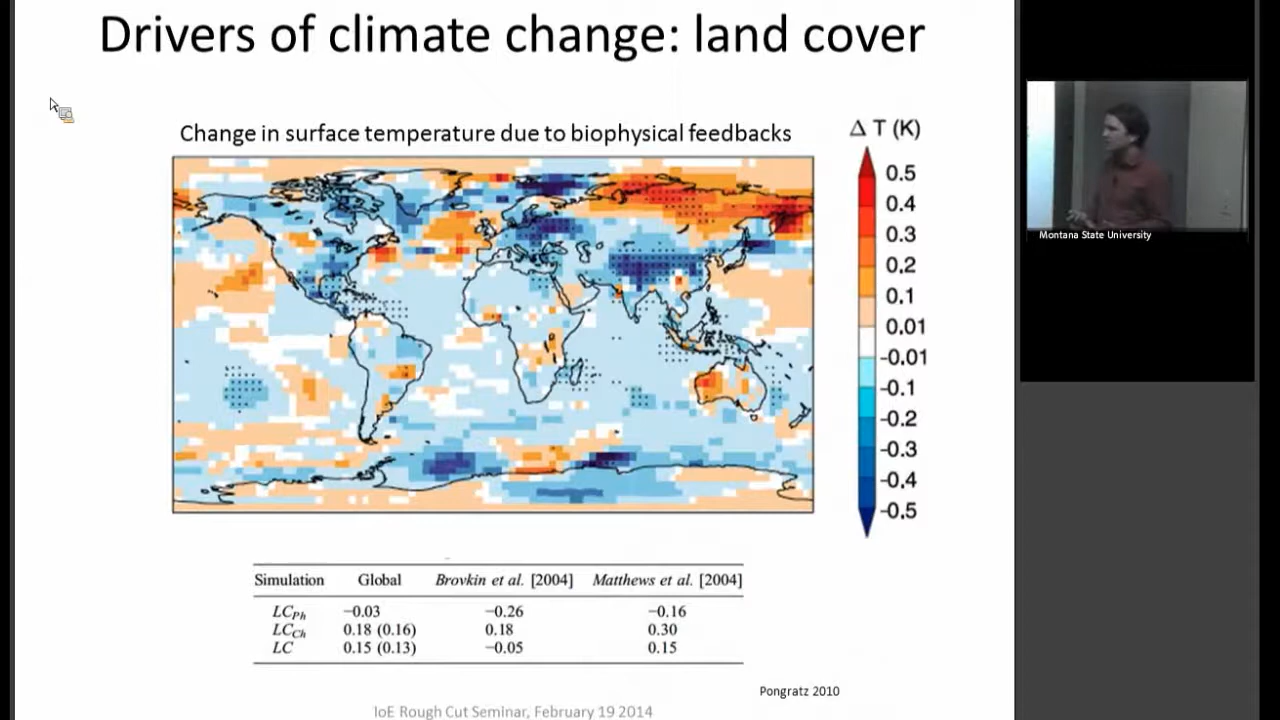 Drivers of climate change: land cover
Change in surface temperature due to biophysical feedbacks
Δ T (K)
0.5
0.4
0.3
0.2
0.1
0.01
-0.01
-0.1
-0.2
-0.3
-0.4
-0.5
Montana State University
Simulation Global Brovkin et al. [2004] Matthews et al. [2004]
LCPh −0.03 −0.26 −0.16
LCCh 0.18 (0.16) 0.18 0.30
LC 0.15 (0.13) −0.05 0.15
Pongratz 2010
IoE Rough Cut Seminar, February 19 2014